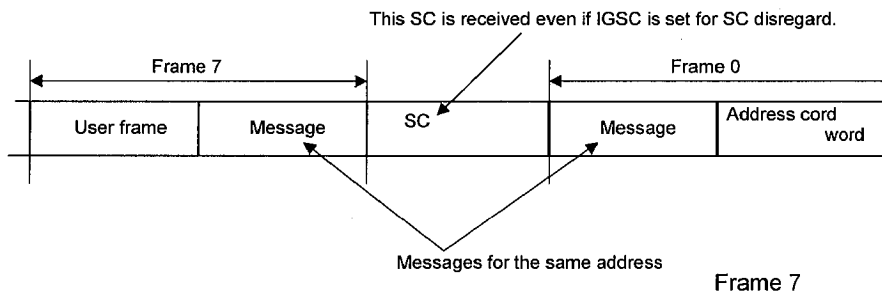 This SC is received even if IGSC is set for SC disregard.
Frame 7
Frame 0
User frame
Message
SC
Message
Address cord
word
Messages for the same address
Frame 7